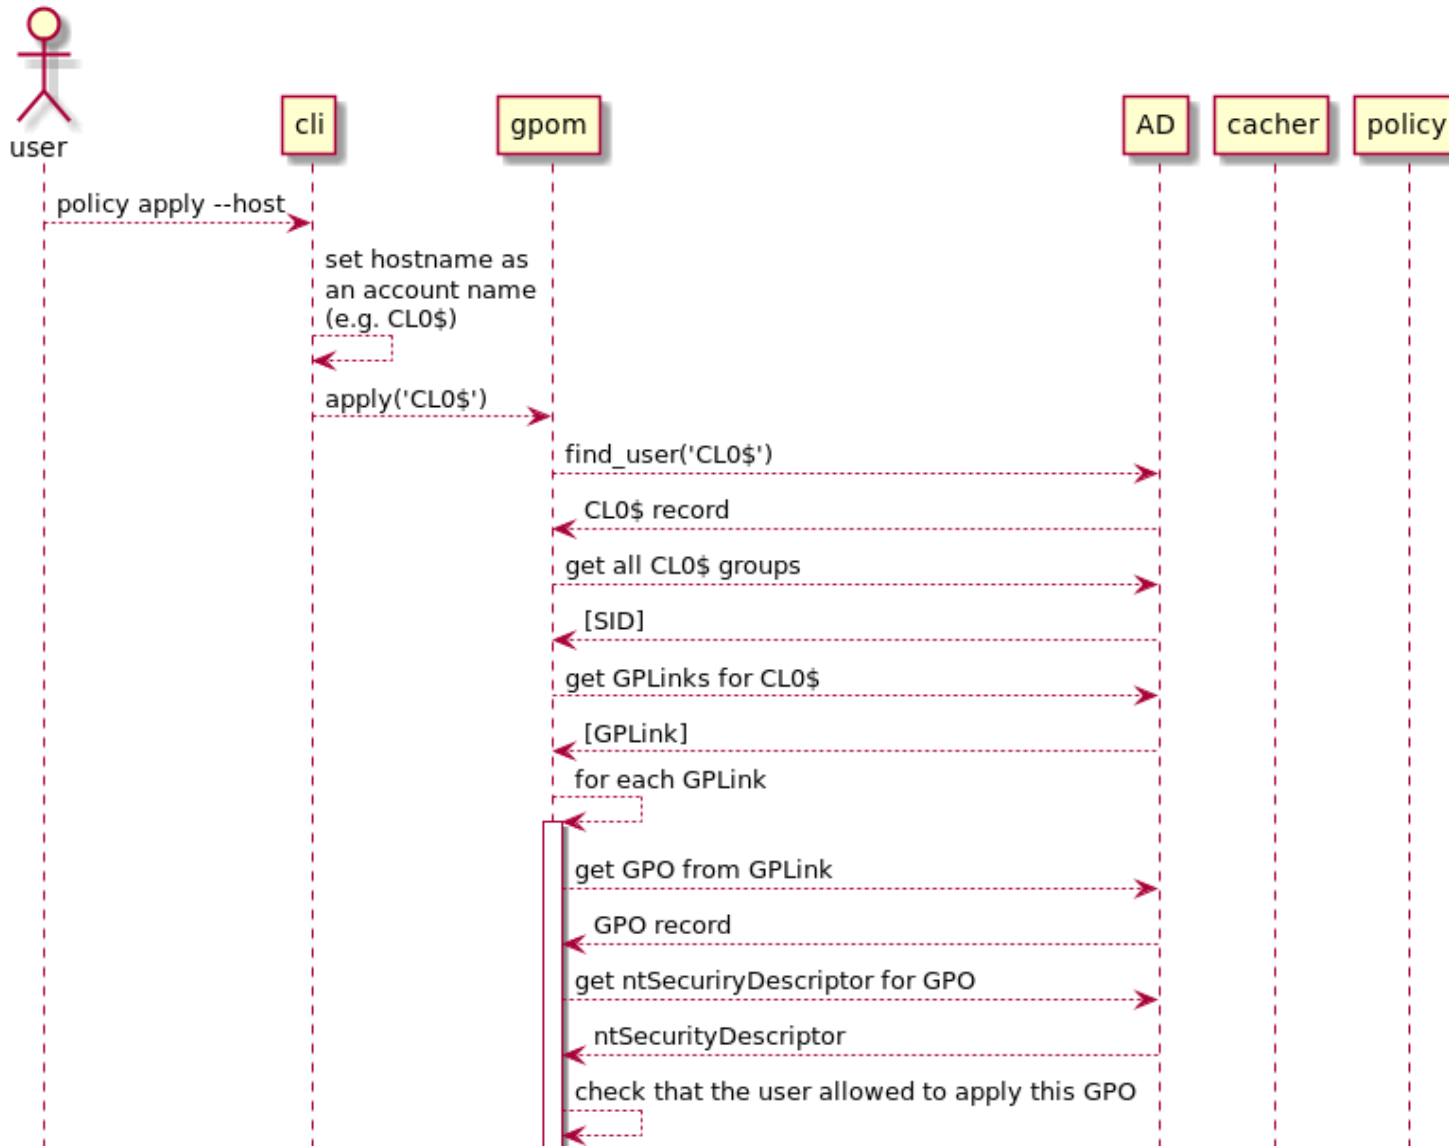 user
cli
gpom
AD
cacher
policy
policy apply --host
set hostname as
an account name
(e.g. CL0$)
apply('CL0$')
find_user('CL0$')
CL0$ record
get all CL0$ groups
[SID]
get GPLinks for CL0$
[GPLink]
for each GPLink
get GPO from GPLink
GPO record
get ntSecuriryDescriptor for GPO
ntSecurityDescriptor
check that the user allowed to apply this GPO